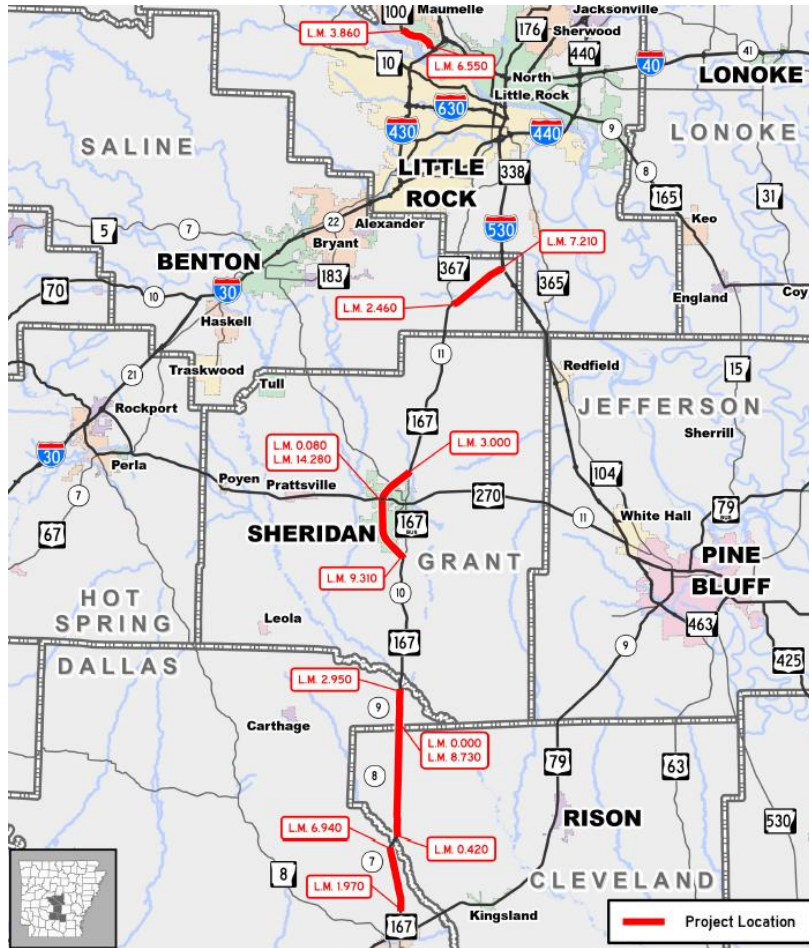 100
Maumelle
Jacksonville
L.M. 3.860
176
Sherwood
440
10
L.M. 6.550
North
Little Rock
40
41
LONOKE
630
430
440
9
LONOKE
SALINE
LITTLE
ROCK
338
8
165
31
7
5
22
Alexander
Bryant
530
Keo
BENTON
183
367
L.M. 7.210
365
70
10
30
Haskell
L.M. 2.460
England
Coy
21
Traskwood
Tull
11
Redfield
15
Rockport
JEFFERSON
167
Sherrill
30
Perla
L.M. 0.080
L.M. 14.280
L.M. 3.000
Poyen
Prattsville
270
104
79
BUS
7
11
White Hall
67
SHERIDAN
167
BUS
GRANT
PINE
BLUFF
L.M. 9.310
HOT
SPRING
10
463
Leola
167
9
425
DALLAS
L.M. 2.950
9
Carthage
L.M. 0.000
L.M. 8.730
79
63
8
RISON
530
L.M. 6.940
L.M. 0.420
7
8
L.M. 1.970
CLEVELAND
Kingsland
167
Project Location